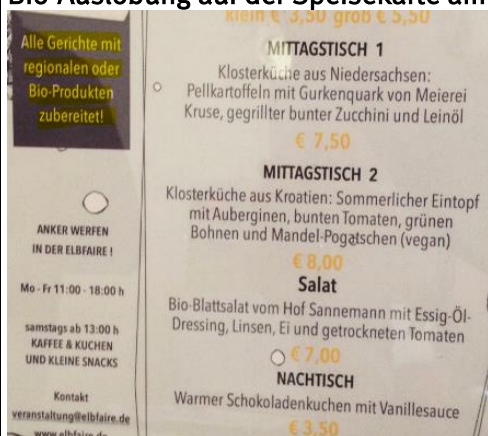 Bio-Auslobung auf der Speisekarte am
klein € 3,50 groß € 5,50
Alle Gerichte mit
regionalen oder
Bio-Produkten
zubereitet!
ANKER WERFEN
IN DER ELBFAIRE !
Mo - Fr 11:00 - 18:00 h
samstags ab 13:00 h
KAFFEE & KUCHEN
UND KLEINE SNACKS
Kontakt
veranstaltung@elbfaire.de
www.elbfaire.de
MITTAGSTISCH 1
Klosterküche aus Niedersachsen:
Pellkartoffeln mit Gurkenquark von Meierei
Kruse, gegrillter bunter Zucchini und Leinöl
€ 7,50
MITTAGSTISCH 2
Klosterküche aus Kroatien: Sommerlicher Eintopf
mit Auberginen, bunten Tomaten, grünen
Bohnen und Mandel-Pogatschen (vegan)
€ 8,00
Salat
Bio-Blattsalat vom Hof Sannemann mit Essig-Öl-
Dressing, Linsen, Ei und getrockneten Tomaten
€ 7,00
NACHTISCH
Warmer Schokoladenkuchen mit Vanillesauce
€ 3,50